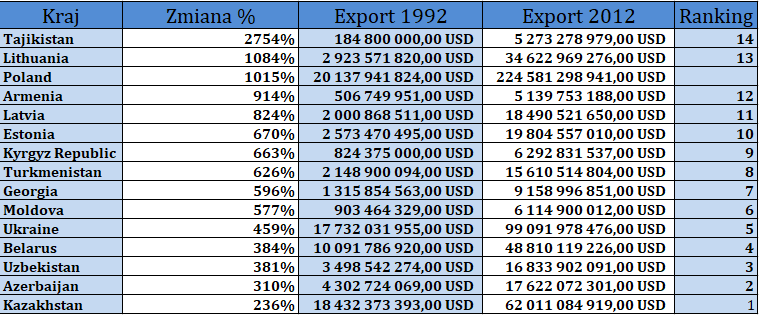 Kraj Zmiana % Export 1992 Export 2012 Ranking
Tajikistan 2754% 184 800 000,00 USD 5 273 278 979,00 USD 14
Lithuania 1084% 2 923 571 820,00 USD 34 622 969 276,00 USD 13
Poland 1015% 20 137 941 824,00 USD 224 581 298 941,00 USD
Armenia 914% 506 749 951,00 USD 5 139 753 188,00 USD 12
Latvia 824% 2 000 868 511,00 USD 18 490 521 650,00 USD 11
Estonia 670% 2 573 470 495,00 USD 19 804 557 010,00 USD 10
Kyrgyz Republic 663% 824 375 000,00 USD 6 292 831 537,00 USD 9
Turkmenistan 626% 2 148 900 094,00 USD 15 610 514 804,00 USD 8
Georgia 596% 1 315 854 563,00 USD 9 158 996 851,00 USD 7
Moldova 577% 903 464 329,00 USD 6 114 900 012,00 USD 6
Ukraine 459% 17 732 031 955,00 USD 99 091 978 476,00 USD 5
Belarus 384% 10 091 786 920,00 USD 48 810 119 226,00 USD 4
Uzbekistan 381% 3 498 542 274,00 USD 16 833 902 091,00 USD 3
Azerbaijan 310% 4 302 724 069,00 USD 17 622 072 301,00 USD 2
Kazakhstan 236% 18 432 373 393,00 USD 62 011 084 919,00 USD 1